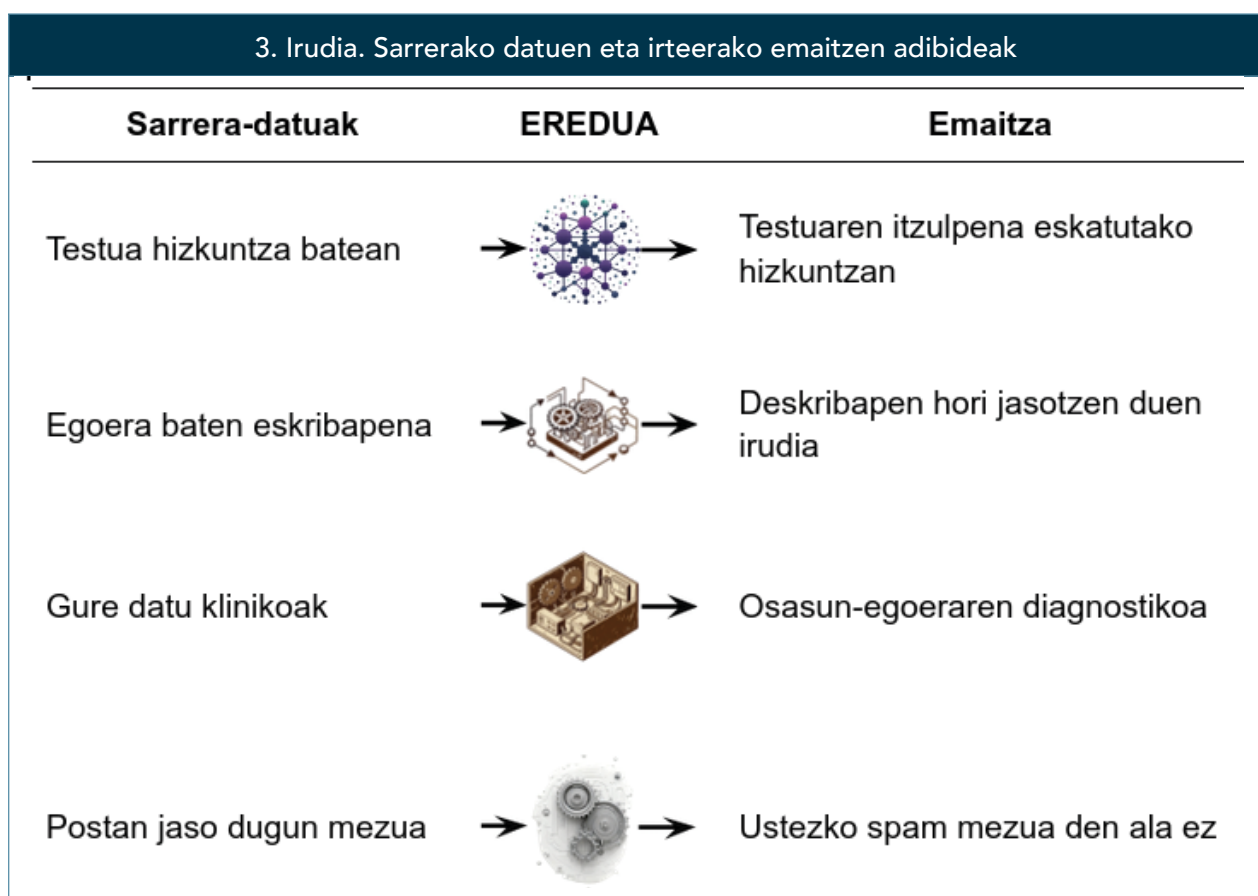 3. Irudia. Sarrerako datuen eta irteerako emaitzen adibideak
Sarrera-datuak EREDUA Emaitza
Testua hizkuntza batean
Testuaren itzulpena eskatutako
hizkuntzan
Egoera baten eskribapena
Deskribapen hori jasotzen duen
irudia
Gure datu klinikoak
Osasun-egoeraren diagnostikoa
Postan jaso dugun mezua
Ustezko spam mezua den ala ez